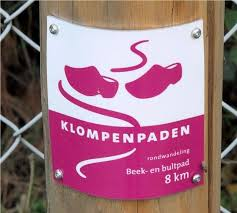 KLOMPENPADEN
rondwandeling
Beek- en bultpad
8 km